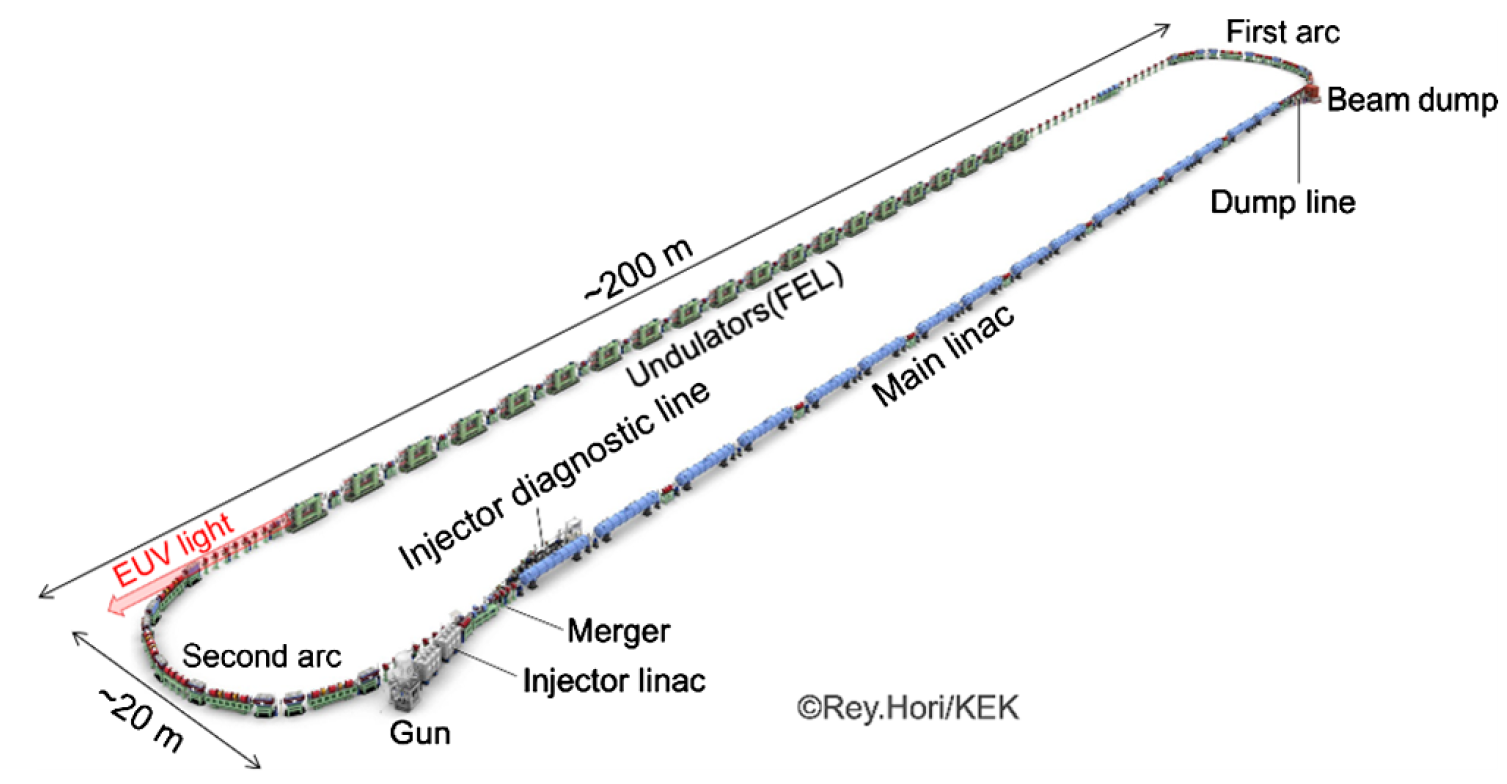 First arc
Beam dump
Dump line
~200 m
Undulators(FEL)
Main linac
Injector diagnostic line
EUV light
Merger
Second arc
Injector linac
~20 m
Gun
©Rey.Hori/KEK